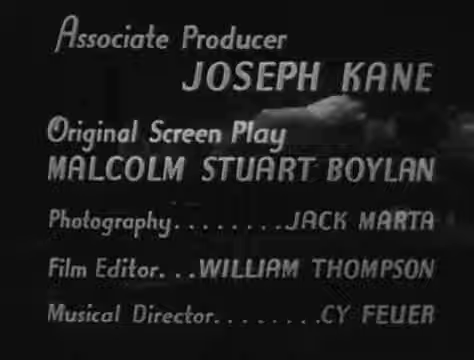 Associate Producer
JOSEPH KANE
Original Screen Play
MALCOLM STUART BOYLAN
Photography........JACK MARTA
Film Editor...WILLIAM THOMPSON
Musical Director........CY FEUER